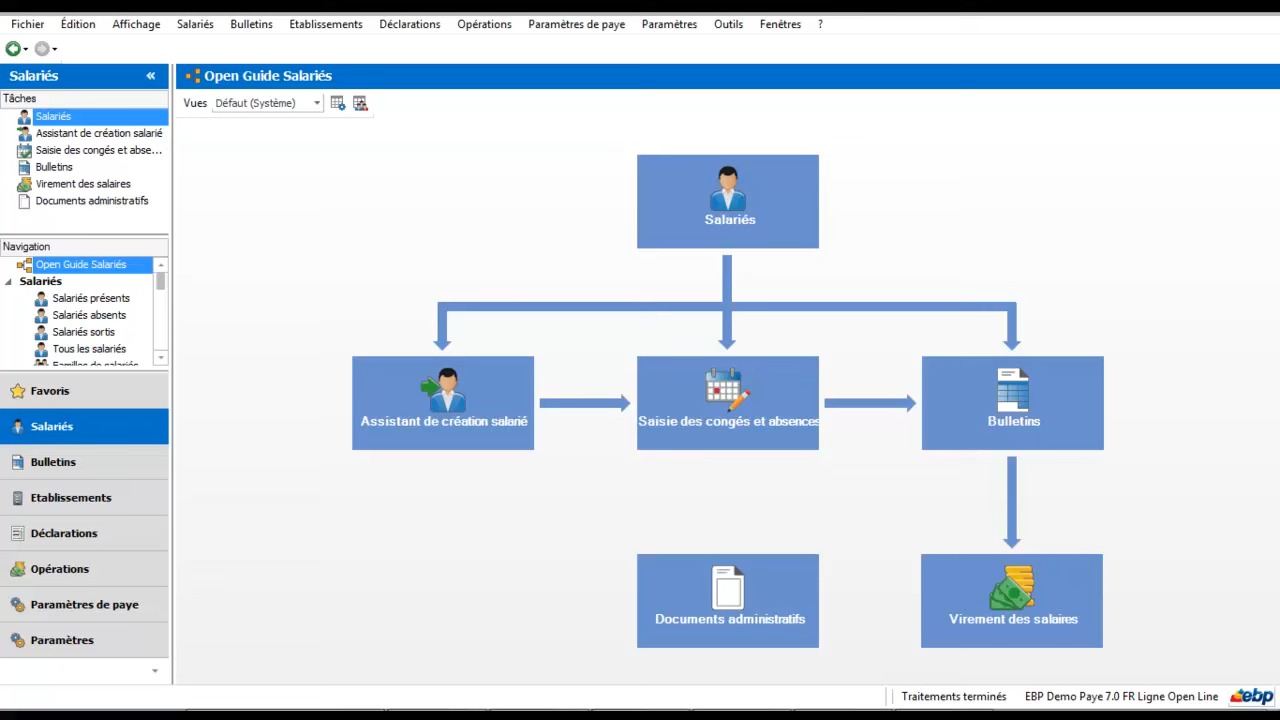 Fichier Édition Affichage Salariés Bulletins Etablissements Déclarations Opérations Paramètres de paye Paramètres Outils Fenêtres ?
Salariés «
Tâches
Salariés
Assistant de création salarié
Saisie des congés et abse...
Bulletins
Virement des salaires
Documents administratifs
Navigation
Open Guide Salariés
Salariés
Salariés présents
Salariés absents
Salariés sortis
Tous les salariés
Familles de salariés
Favoris
Salariés
Bulletins
Etablissements
Déclarations
Opérations
Paramètres de paye
Paramètres
Open Guide Salariés
Vues Défaut (Système)
Salariés
Assistant de création salarié
Saisie des congés et absences
Bulletins
Documents administratifs
Virement des salaires
Traitements terminés EBP Demo Paye 7.0 FR Ligne Open Line ebp